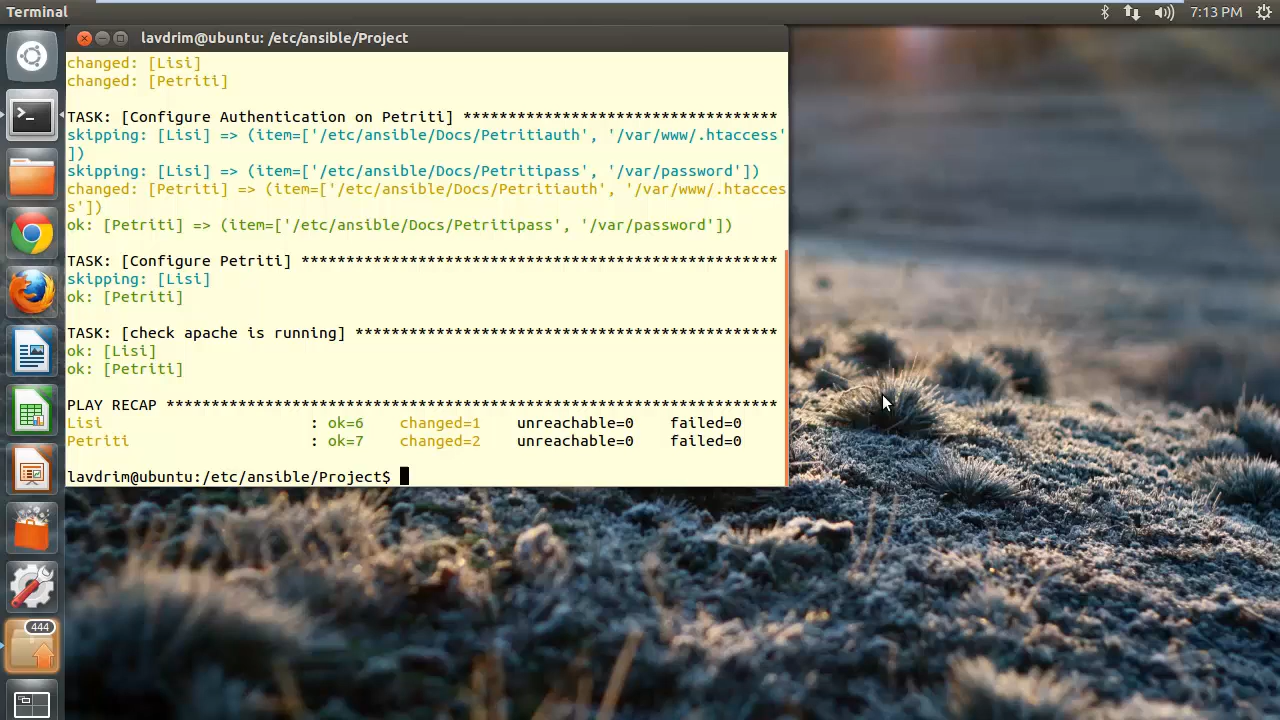 Terminal
7:13 PM
lavdrim@ubuntu: /etc/ansible/Project
changed: [Lisi]
changed: [Petriti]
TASK: [Configure Authentication on Petriti] ***********************************
skipping: [Lisi] => (item=['/etc/ansible/Docs/Petritiauth', '/var/www/.htaccess'
])
skipping: [Lisi] => (item=['/etc/ansible/Docs/Petritipass', '/var/password'])
changed: [Petriti] => (item=['/etc/ansible/Docs/Petritiauth', '/var/www/.htacces
s'])
ok: [Petriti] => (item=['/etc/ansible/Docs/Petritipass', '/var/password'])
TASK: [Configure Petriti] *****************************************************
skipping: [Lisi]
ok: [Petriti]
TASK: [check apache is running] ***********************************************
ok: [Lisi]
ok: [Petriti]
PLAY RECAP ********************************************************************
Lisi : ok=6 changed=1 unreachable=0 failed=0
Petriti : ok=7 changed=2 unreachable=0 failed=0
lavdrim@ubuntu:/etc/ansible/Project$
444